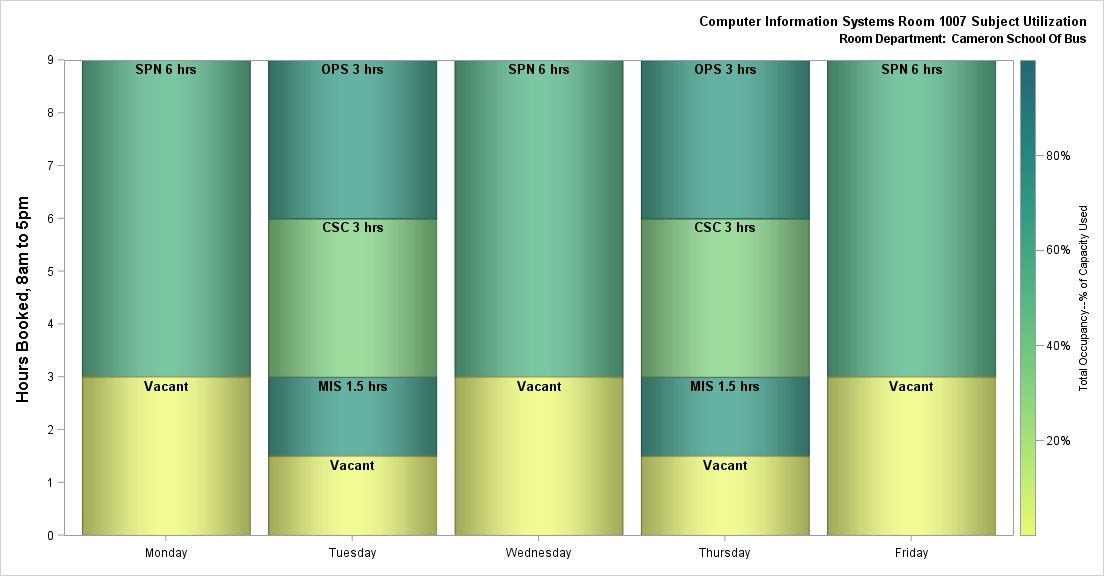 Computer Information Systems Room 1007 Subject Utilization
Room Department: Cameron School Of Bus
Hours Booked, 8am to 5pm
9
8
7
6
5
4
3
2
1
0
SPN 6 hrs
Vacant
OPS 3 hrs
CSC 3 hrs
MIS 1.5 hrs
Vacant
SPN 6 hrs
Vacant
OPS 3 hrs
CSC 3 hrs
MIS 1.5 hrs
Vacant
SPN 6 hrs
Vacant
Monday
Tuesday
Wednesday
Thursday
Friday
80%
60%
40%
20%
Total Occupancy--% of Capacity Used